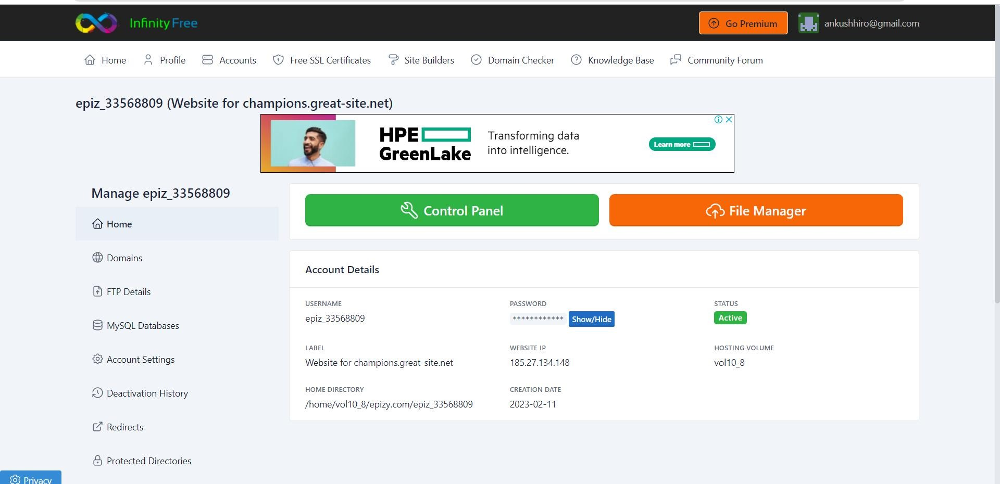 Infinity Free
Go Premium
ankushhiro@gmail.com
Home Profile Accounts Free SSL Certificates Site Builders Domain Checker Knowledge Base Community Forum
epiz_33568809 (Website for champions.great-site.net)
HPE
GreenLake
Transforming data
into intelligence.
Learn more
Manage epiz_33568809
Home
Domains
FTP Details
MySQL Databases
Account Settings
Deactivation History
Redirects
Protected Directories
Privacy
Control Panel
File Manager
Account Details
USERNAME PASSWORD STATUS
epiz_33568809 ************ Show/Hide Active
LABEL WEBSITE IP HOSTING VOLUME
Website for champions.great-site.net 185.27.134.148 vol10_8
HOME DIRECTORY CREATION DATE
/home/vol10_8/epizy.com/epiz_33568809 2023-02-11